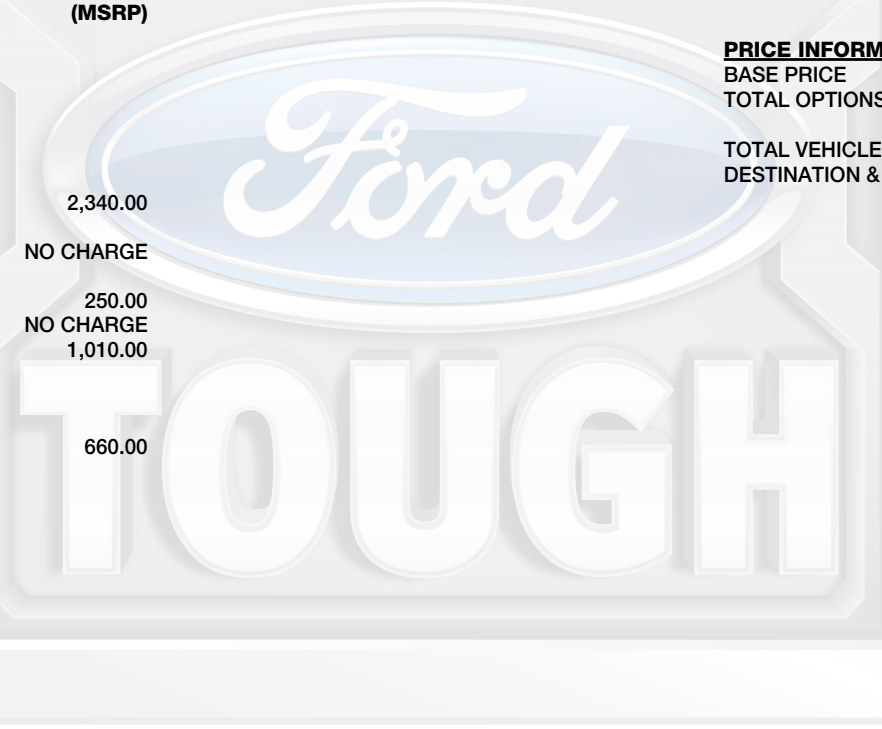 (MSRP)
2,340.00
NO CHARGE
250.00
NO CHARGE
1,010.00
660.00
PRICE INFORM
BASE PRICE
TOTAL OPTIONS
TOTAL VEHICLE
DESTINATION &
Ford
TOUGH